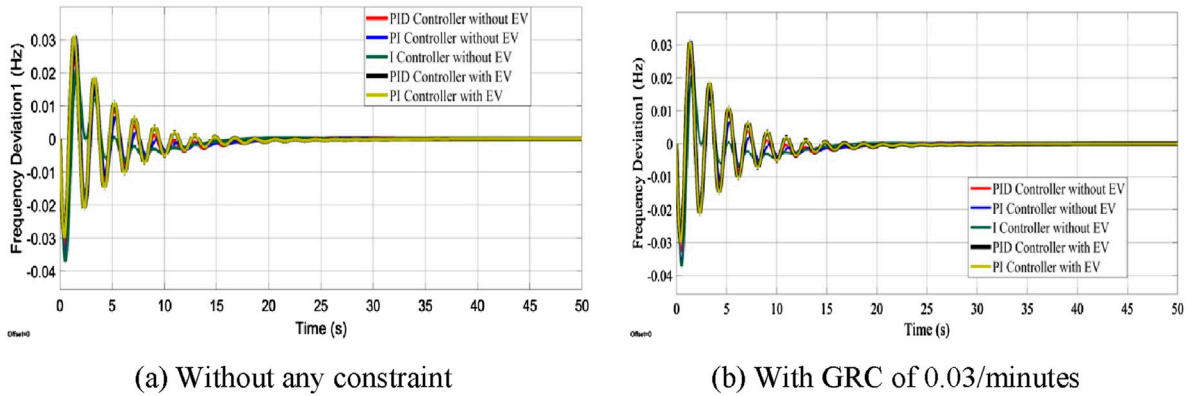 PID Controller without EV
PI Controller without EV
I Controller without EV
PID Controller with EV
PI Controller with EV
0.03
0.02
0.01
0
-0.01
-0.02
-0.03
-0.04
Frequency Deviation1 (Hz)
0 5 10 15 20 25 30 35 40 45 50
Time (s)
Offset=0
(a) Without any constraint
0.03
0.02
0.01
0
-0.01
-0.02
-0.03
-0.04
Frequency Deviation1 (Hz)
PID Controller without EV
PI Controller without EV
I Controller without EV
PID Controller with EV
PI Controller with EV
0 5 10 15 20 25 30 35 40 45 50
Time (s)
Offset=0
(b) With GRC of 0.03/minutes